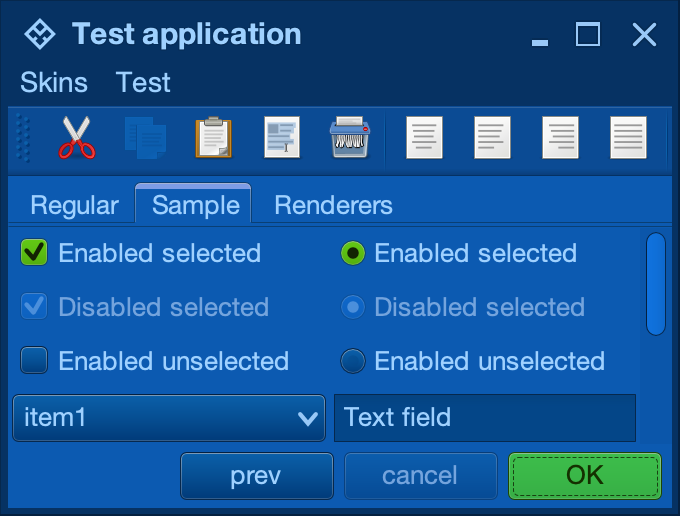 Test application
Skins Test
Regular Sample Renderers
Enabled selected Enabled selected
Disabled selected Disabled selected
Enabled unselected Enabled unselected
item1 Text field
prev cancel OK